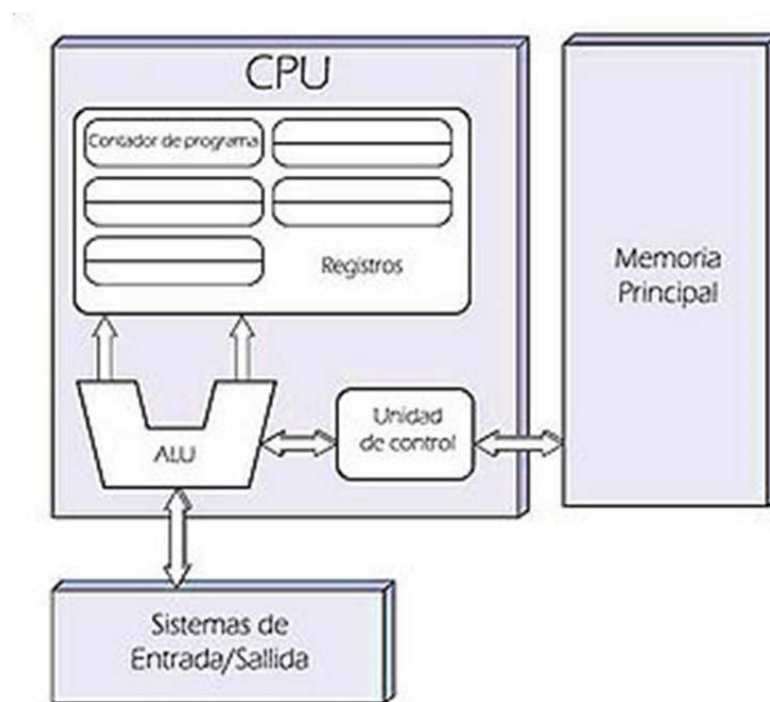 CPU
Contador de programa
Registros
ALU
Unidad
de control
Memoria
Principal
Sistemas de
Entrada/Sallida